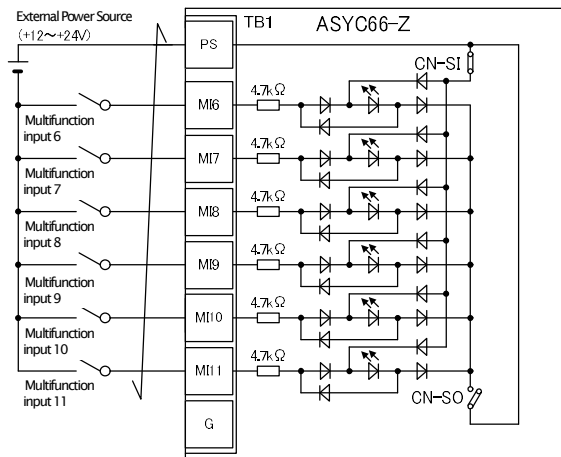 External Power Source
(+12~+24V)
TB1
ASYC66-Z
PS
CN-SI
4.7kΩ
MI6
Multifunction
input 6
4.7kΩ
MI7
Multifunction
input 7
4.7kΩ
MI8
Multifunction
input 8
4.7kΩ
MI9
Multifunction
input 9
4.7kΩ
MI10
Multifunction
input 10
4.7kΩ
MI11
Multifunction
input 11
CN-SO
G